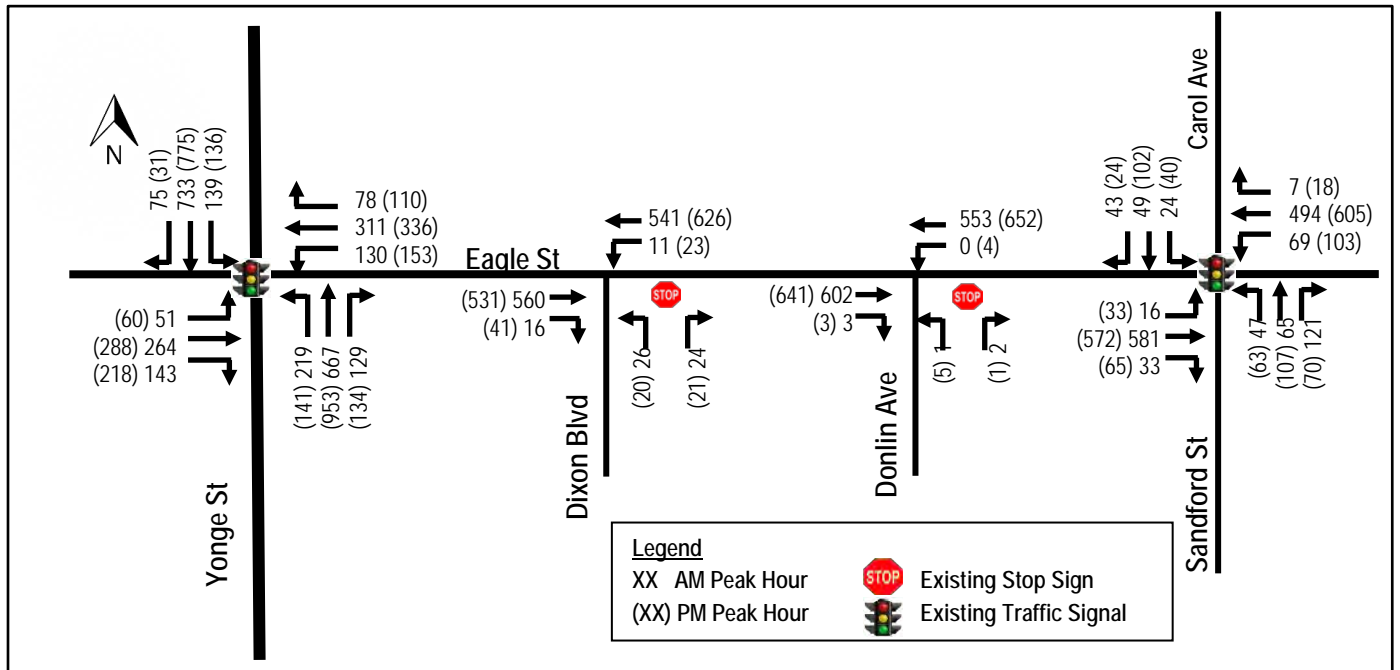 N
75 (31)
733 (775)
139 (136)
78 (110)
311 (336)
130 (153)
(60) 51
(288) 264
(218) 143
(141) 219
(953) 667
(134) 129
Yonge St
Eagle St
541 (626)
11 (23)
(531) 560
(41) 16
STOP
(20) 26
(21) 24
Dixon Blvd
553 (652)
0 (4)
(641) 602
(3) 3
STOP
(5) 1
(1) 2
Donlin Ave
Carol Ave
43 (24)
49 (102)
24 (40)
7 (18)
494 (605)
69 (103)
(33) 16
(572) 581
(65) 33
(63) 47
(107) 65
(70) 121
Sandford St
Legend
XX AM Peak Hour
(XX) PM Peak Hour
STOP Existing Stop Sign
Existing Traffic Signal